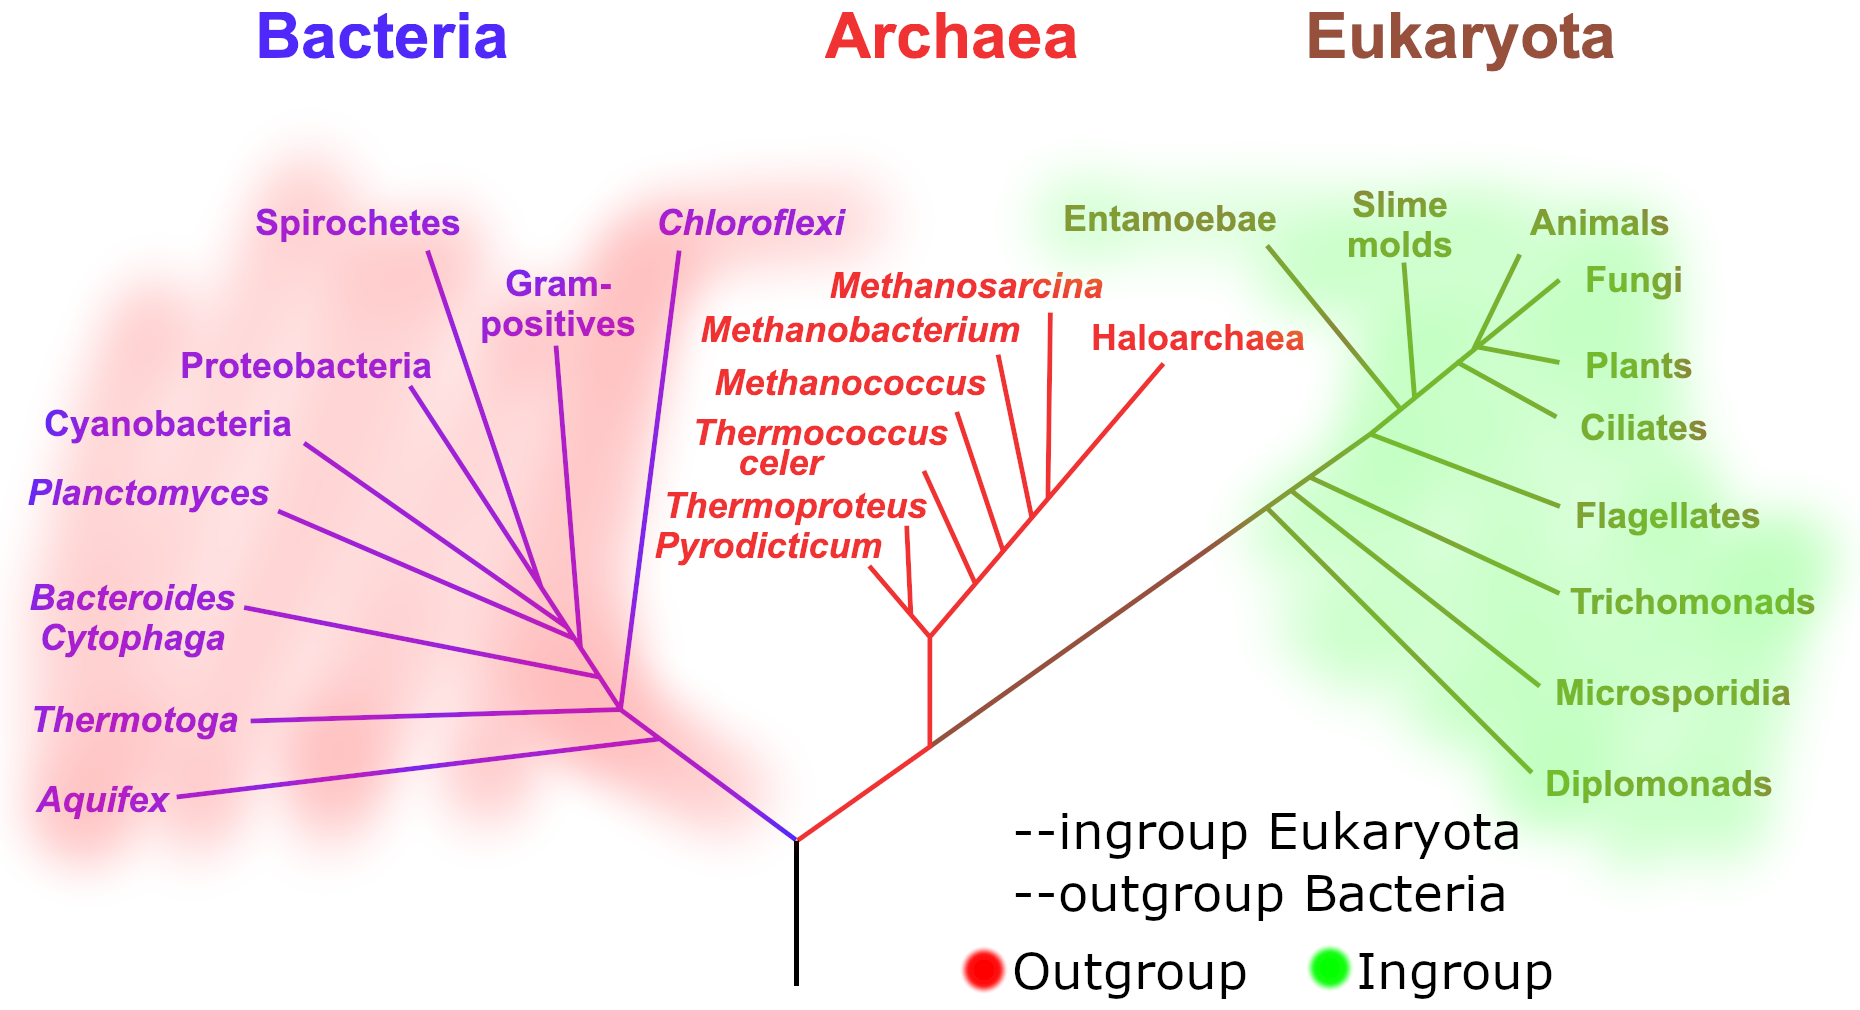 Bacteria
Archaea
Eukaryota
Spirochetes
Gram-
positives
Chloroflexi
Proteobacteria
Cyanobacteria
Planctomyces
Bacteroides
Cytophaga
Thermotoga
Aquifex
Methanosarcina
Methanobacterium
Haloarchaea
Methanococcus
Thermococcus
celer
Thermoproteus
Pyrodicticum
Entamoebae
Slime
molds
Animals
Fungi
Plants
Ciliates
Flagellates
Trichomonads
Microsporidia
Diplomonads
--ingroup Eukaryota
--outgroup Bacteria
Outgroup
Ingroup